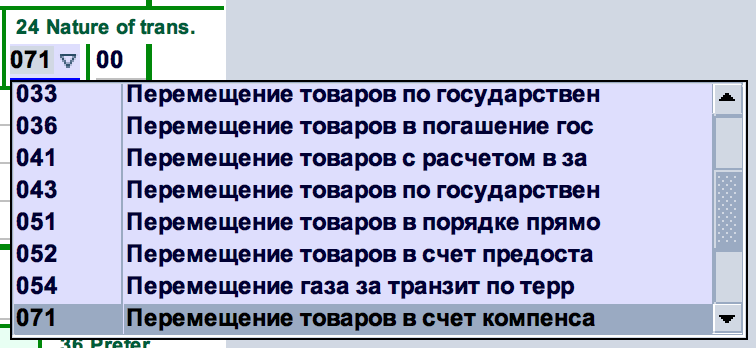 24 Nature of trans.
071 00
033 Перемещение товаров по государствен
036 Перемещение товаров в погашение гос
041 Перемещение товаров с расчетом в за
043 Перемещение товаров по государствен
051 Перемещение товаров в порядке прямо
052 Перемещение товаров в счет предоста
054 Перемещение газа за транзит по терр
071 Перемещение товаров в счет компенса
36 Prefer